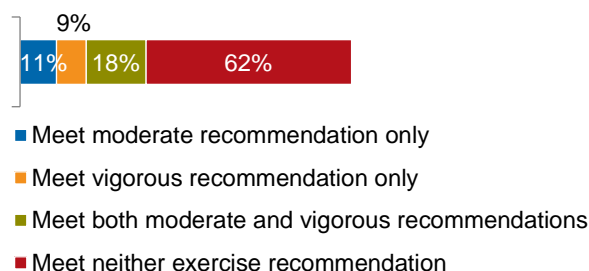 9%
11% 18% 62%
Meet moderate recommendation only
Meet vigorous recommendation only
Meet both moderate and vigorous recommendations
Meet neither exercise recommendation